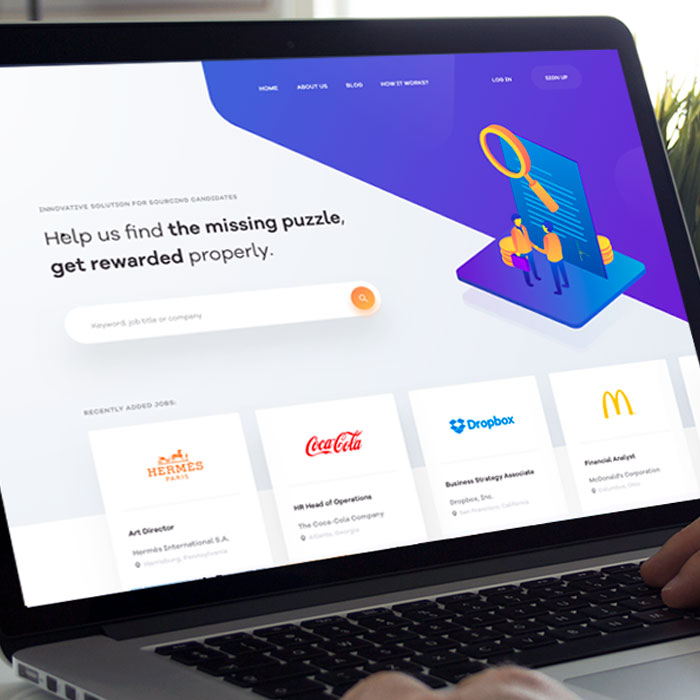 HOME
ABOUT US
BLOG
HOW IT WORKS?
LOG IN
SIGN UP
INNOVATIVE SOLUTION FOR SOURCING CANDIDATES
Help us find the missing puzzle,
get rewarded properly.
Keyword, job title or company
RECENTLY ADDED JOBS:
HERMÈS
PARIS
Art Director
Hermès International S.A.
Harrisburg, Pennsylvania
Coca-Cola
HR Head of Operations
The Coca-Cola Company
Atlanta, Georgia
Dropbox
Business Strategy Associate
Dropbox, Inc.
San Francisco, California
M
Financial Analyst
McDonald's Corporation
Columbus, Ohio